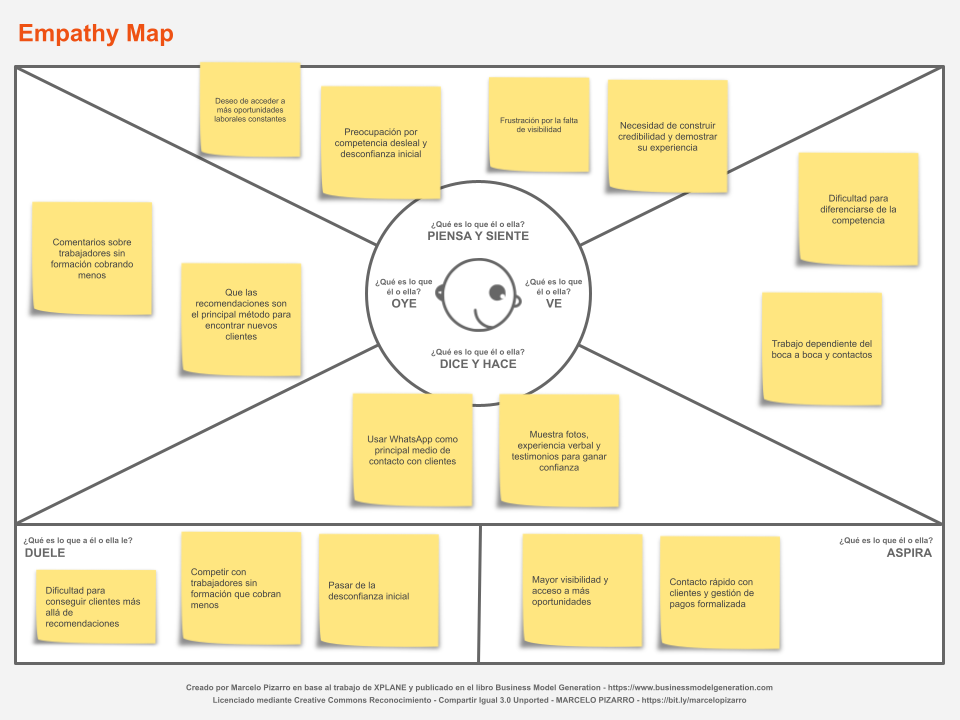 Empathy Map
Deseo de acceder a
más oportunidades
laborales constantes
Preocupación por
competencia desleal y
desconfianza inicial
Frustración por la falta
de visibilidad
Necesidad de construir
credibilidad y demostrar
su experiencia
Dificultad para
diferenciarse de la
competencia
Comentarios sobre
trabajadores sin
formación cobrando
menos
Que las
recomendaciones son
el principal método para
encontrar nuevos
clientes
¿Qué es lo que él o ella?
PIENSA Y SIENTE
¿Qué es lo que
él o ella?
OYE
¿Qué es lo que
él o ella?
VE
¿Qué es lo que él o ella?
DICE Y HACE
Trabajo dependiente del
boca a boca y contactos
Usar WhatsApp como
principal medio de
contacto con clientes
Muestra fotos,
experiencia verbal y
testimonios para ganar
confianza
¿Qué es lo que a él o ella le?
DUELE
Dificultad para
conseguir clientes más
allá de
recomendaciones
Competir con
trabajadores sin
formación que cobran
menos
Pasar de la
desconfianza inicial
Mayor visibilidad y
acceso a más
oportunidades
Contacto rápido con
clientes y gestión de
pagos formalizada
¿Qué es lo que él o ella?
ASPIRA
Creado por Marcelo Pizarro en base al trabajo de XPLANE y publicado en el libro Business Model Generation - https://www.businessmodelgeneration.com
Licenciado mediante Creative Commons Reconocimiento - Compartir Igual 3.0 Unported - MARCELO PIZARRO - https://bit.ly/marcelopizarro